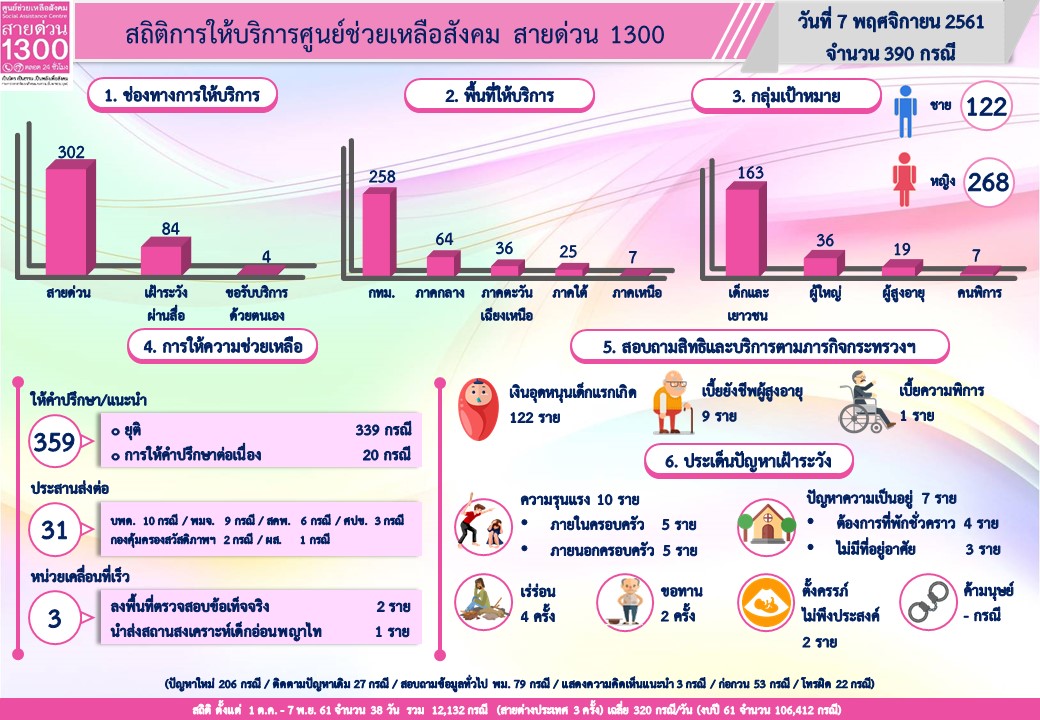 ศูนย์ช่วยเหลือสังคม
Social Assistance Centre
สายด่วน
1300
ตลอด 24 ชั่วโมง
สถิติการให้บริการศูนย์ช่วยเหลือสังคม สายด่วน 1300
วันที่ 7 พฤศจิกายน 2561
จำนวน 390 กรณี
1. ช่องทางการให้บริการ
302
84
4
สายด่วน
เฝ้าระวัง
ผ่านสื่อ
ขอรับบริการ
ด้วยตนเอง
2. พื้นที่ให้บริการ
258
64
36
25
7
กทม.
ภาคกลาง
ภาคตะวัน
เฉียงเหนือ
ภาคใต้
ภาคเหนือ
3. กลุ่มเป้าหมาย
ชาย 122
หญิง 268
163
36
19
7
เด็กและ
เยาวชน
ผู้ใหญ่
ผู้สูงอายุ
คนพิการ
4. การให้ความช่วยเหลือ
ให้คำปรึกษา/แนะนำ
359
o ยุติ 339 กรณี
o การให้คำปรึกษาต่อเนื่อง 20 กรณี
ประสานส่งต่อ
31
บพด. 10 กรณี / พมจ. 9 กรณี / สคพ. 6 กรณี / ศปข. 3 กรณี
กองคุ้มครองสวัสดิภาพฯ 2 กรณี / ผส. 1 กรณี
หน่วยเคลื่อนที่เร็ว
3
ลงพื้นที่ตรวจสอบข้อเท็จจริง 2 ราย
นำส่งสถานสงเคราะห์เด็กอ่อนพญาไท 1 ราย
5. สอบถามสิทธิและบริการตามภารกิจกระทรวงฯ
เงินอุดหนุนเด็กแรกเกิด
122 ราย
เบี้ยยังชีพผู้สูงอายุ
9 ราย
เบี้ยความพิการ
1 ราย
6. ประเด็นปัญหาเฝ้าระวัง
ความรุนแรง 10 ราย
• ภายในครอบครัว 5 ราย
• ภายนอกครอบครัว 5 ราย
ปัญหาความเป็นอยู่ 7 ราย
• ต้องการที่พักชั่วคราว 4 ราย
• ไม่มีที่อยู่อาศัย 3 ราย
เร่ร่อน
4 ครั้ง
ขอทาน
2 ครั้ง
ตั้งครรภ์
ไม่พึงประสงค์
2 ราย
ค้ามนุษย์
- กรณี
(ปัญหาใหม่ 206 กรณี / ติดตามปัญหาเดิม 27 กรณี / สอบถามข้อมูลทั่วไป พม. 79 กรณี / แสดงความคิดเห็นแนะนำ 3 กรณี / ก่อกวน 53 กรณี / โทรผิด 22 กรณี)
สถิติ ตั้งแต่ 1 ต.ค. - 7 พ.ย. 61 จำนวน 38 วัน รวม 12,132 กรณี (สายต่างประเทศ 3 ครั้ง) เฉลี่ย 320 กรณี/วัน (งบปี 61 จำนวน 106,412 กรณี)